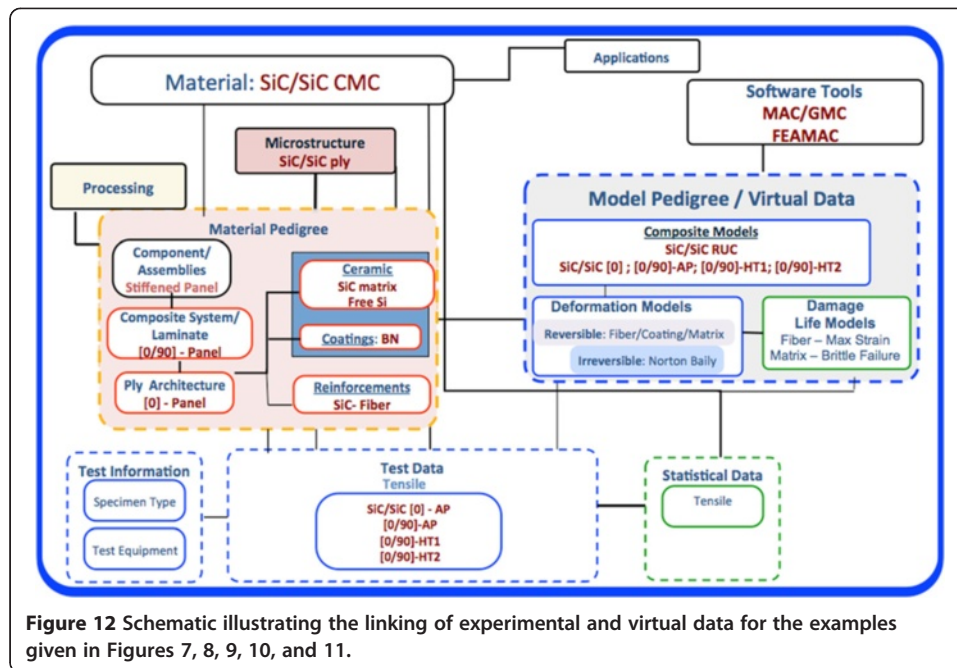 Applications
Material: SiC/SiC CMC
Software Tools
MAC/GMC
FEAMAC
Microstructure
SiC/SiC ply
Processing
Material Pedigree
Component/
Assemblies
Stiffened Panel
Composite System/
Laminate
[0/90] - Panel
Ply Architecture
[0] - Panel
Ceramic
SiC matrix
Free Si
Coatings: BN
Reinforcements
SiC- Fiber
Model Pedigree / Virtual Data
Composite Models
SiC/SiC RUC
SiC/SiC [0] ; [0/90]-AP; [0/90]-HT1; [0/90]-HT2
Deformation Models
Reversible: Fiber/Coating/Matrix
Irreversible: Norton Baily
Damage
Life Models
Fiber – Max Strain
Matrix – Brittle Failure
Test Information
Specimen Type
Test Equipment
Test Data
Tensile
SiC/SiC [0] - AP
[0/90]-AP
[0/90]-HT1
[0/90]-HT2
Statistical Data
Tensile
Figure 12 Schematic illustrating the linking of experimental and virtual data for the examples
given in Figures 7, 8, 9, 10, and 11.